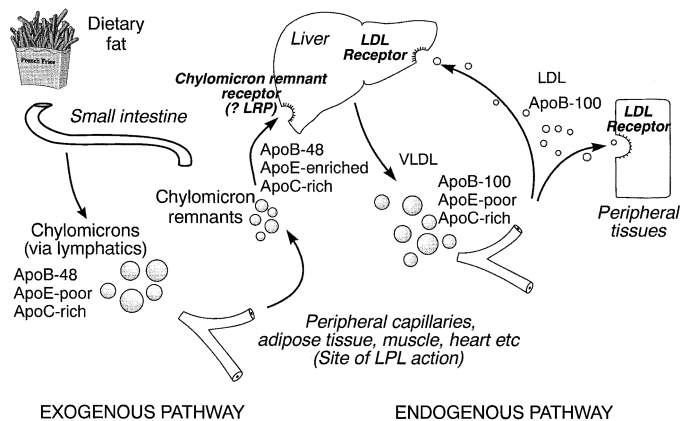 Dietary
fat
French Fries
Small intestine
Chylomicrons
(via lymphatics)
ApoB-48
ApoE-poor
ApoC-rich
Chylomicron
remnants
Chylomicron remnant
receptor
(? LRP)
ApoB-48
ApoE-enriched
ApoC-rich
Liver
LDL
Receptor
VLDL
ApoB-100
ApoE-poor
ApoC-rich
LDL
ApoB-100
LDL
Receptor
Peripheral
tissues
Peripheral capillaries,
adipose tissue, muscle, heart etc
(Site of LPL action)
EXOGENOUS PATHWAY
ENDOGENOUS PATHWAY